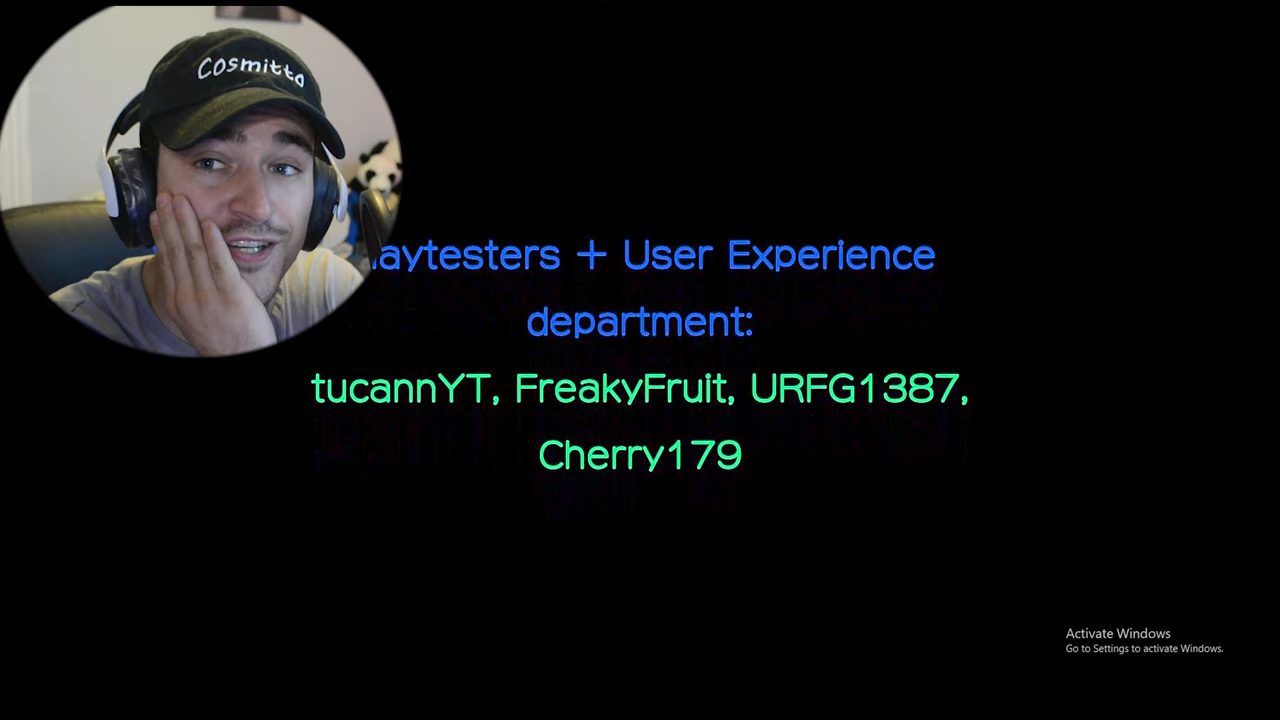 Cosmitto
laytesters + User Experience
department:
tucannYT, FreakyFruit, URFG1387,
Cherry179
Activate Windows
Go to Settings to activate Windows.